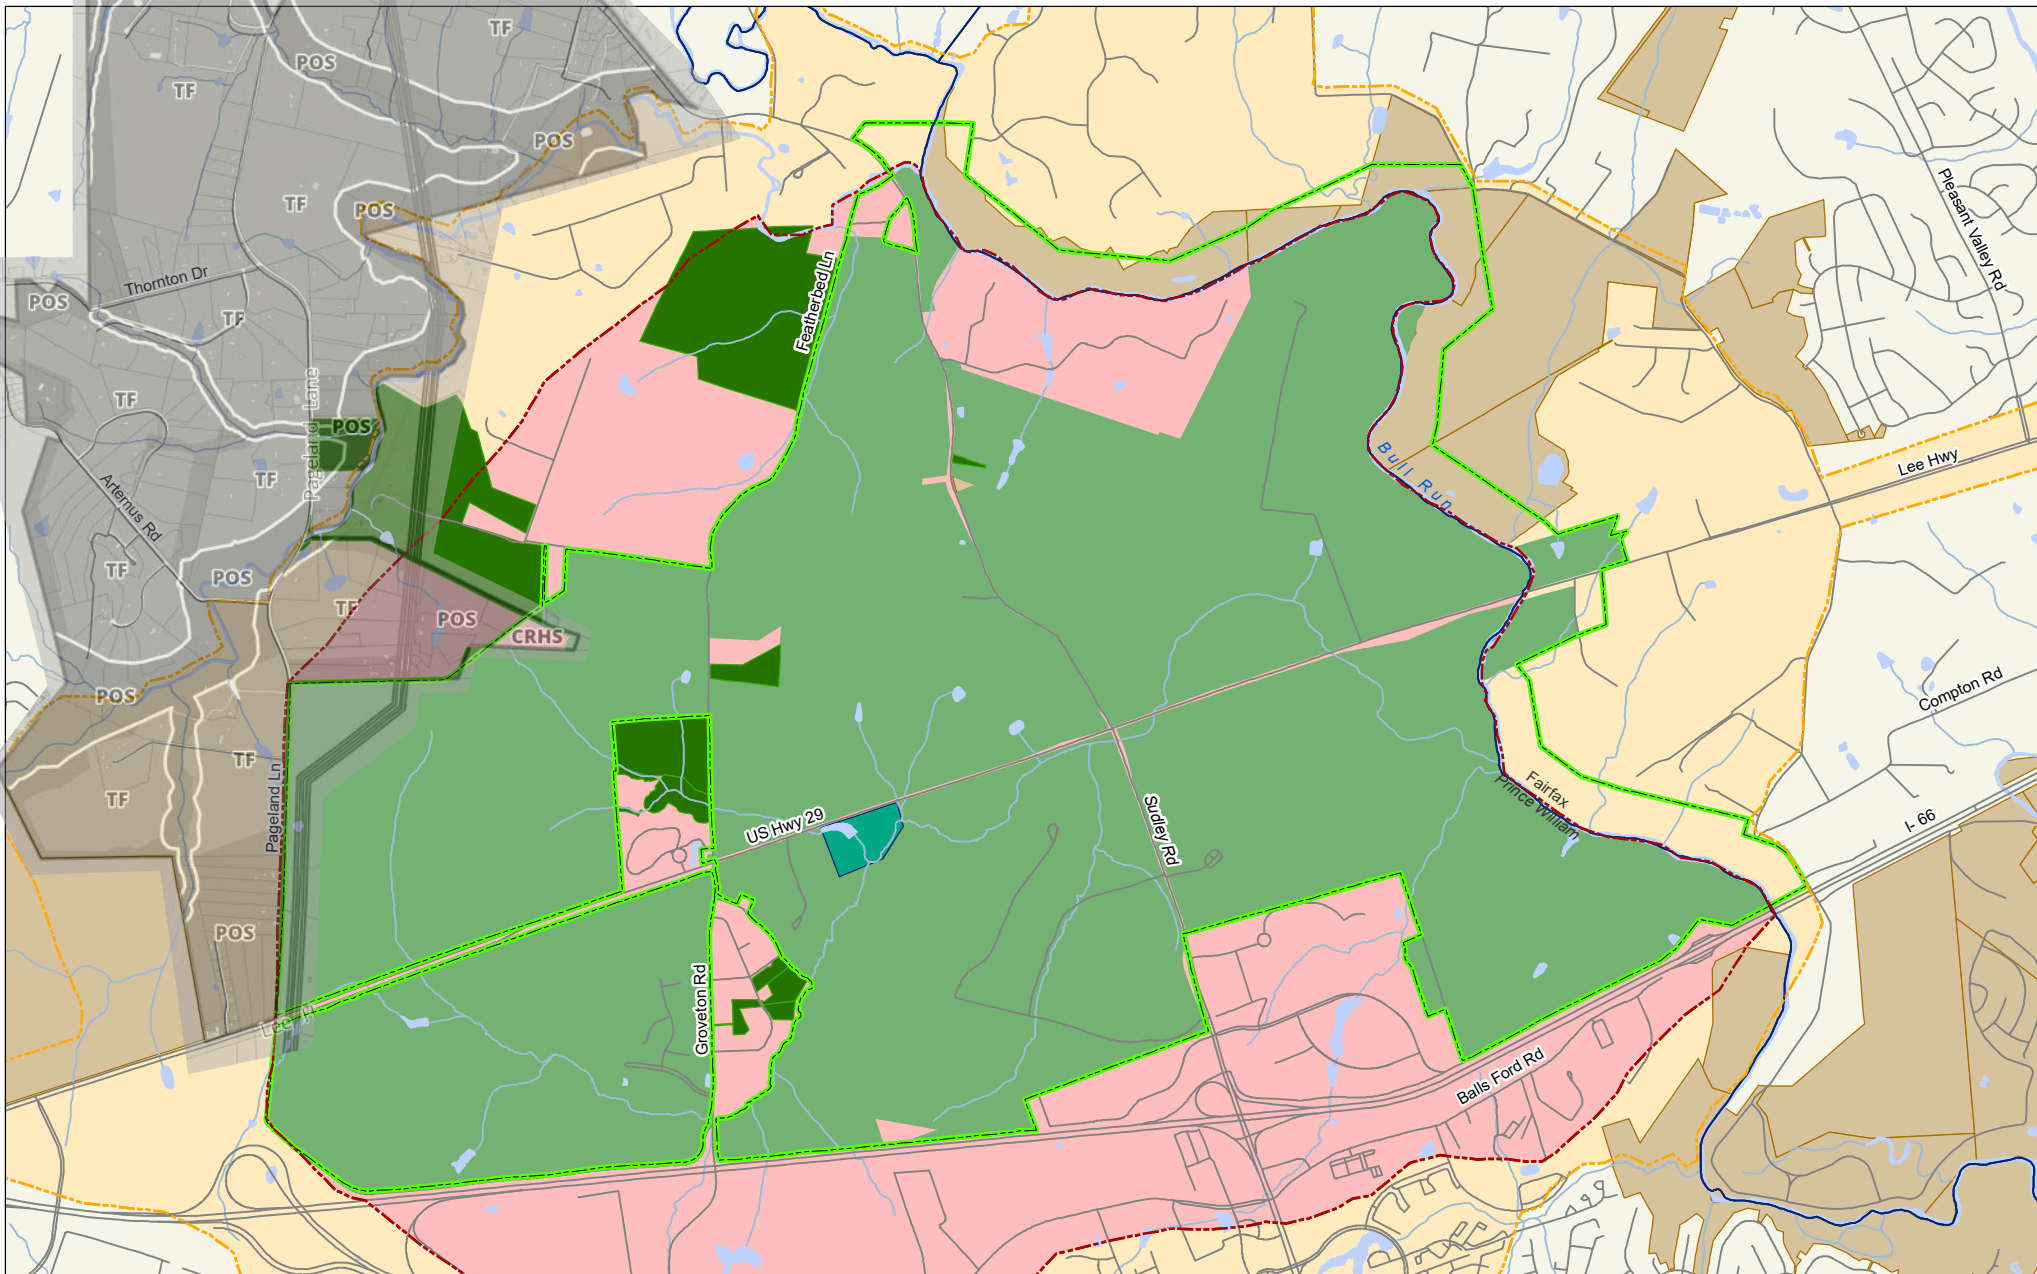 TF
POS
TF
POS
TF
POS
Thornton Dr
POS
TF
Featherbed Ln
Pleasant Valley Rd
Pageland Lane
TF
POS
Artemus Rd
TF
Bull Run
Lee Hwy
TF
POS
TF
POS
CRHS
POS
Compton Rd
TF
Pageland Ln
TF
US Hwy 29
Sudley Rd
Fairfax
Prince William
I- 66
POS
Groveton Rd
Lee H
Balls Ford Rd